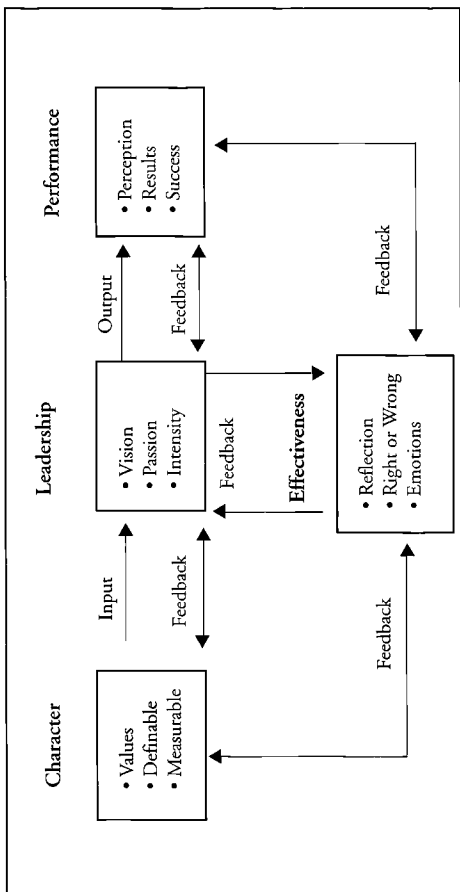 Character
• Values
• Definable
• Measurable
Input
Feedback
Leadership
• Vision
• Passion
• Intensity
Output
Feedback
Performance
• Perception
• Results
• Success
Feedback
Effectiveness
• Reflection
• Right or Wrong
• Emotions
Feedback
Feedback